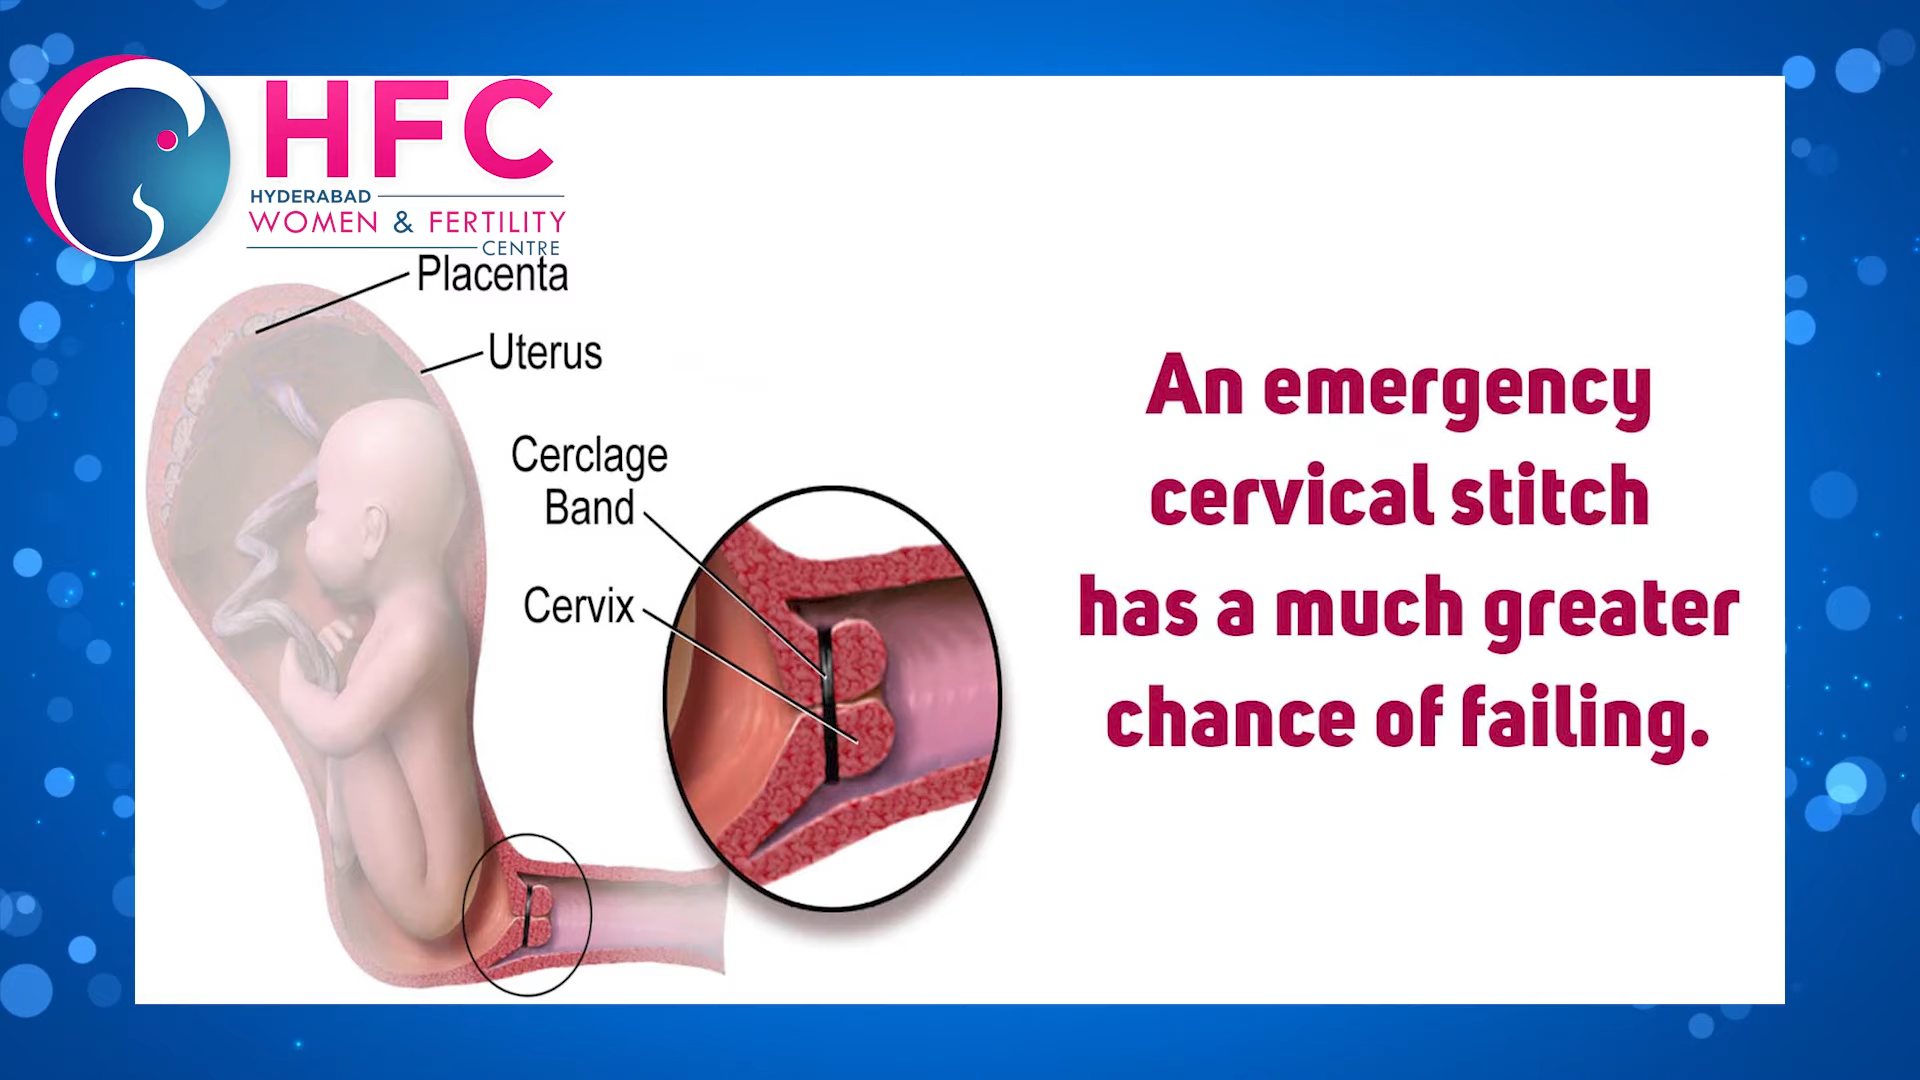 HFC
HYDERABAD
WOMEN & FERTILITY
CENTRE
Placenta
Uterus
Cerclage
Band
Cervix
An emergency
cervical stitch
has a much greater
chance of failing.